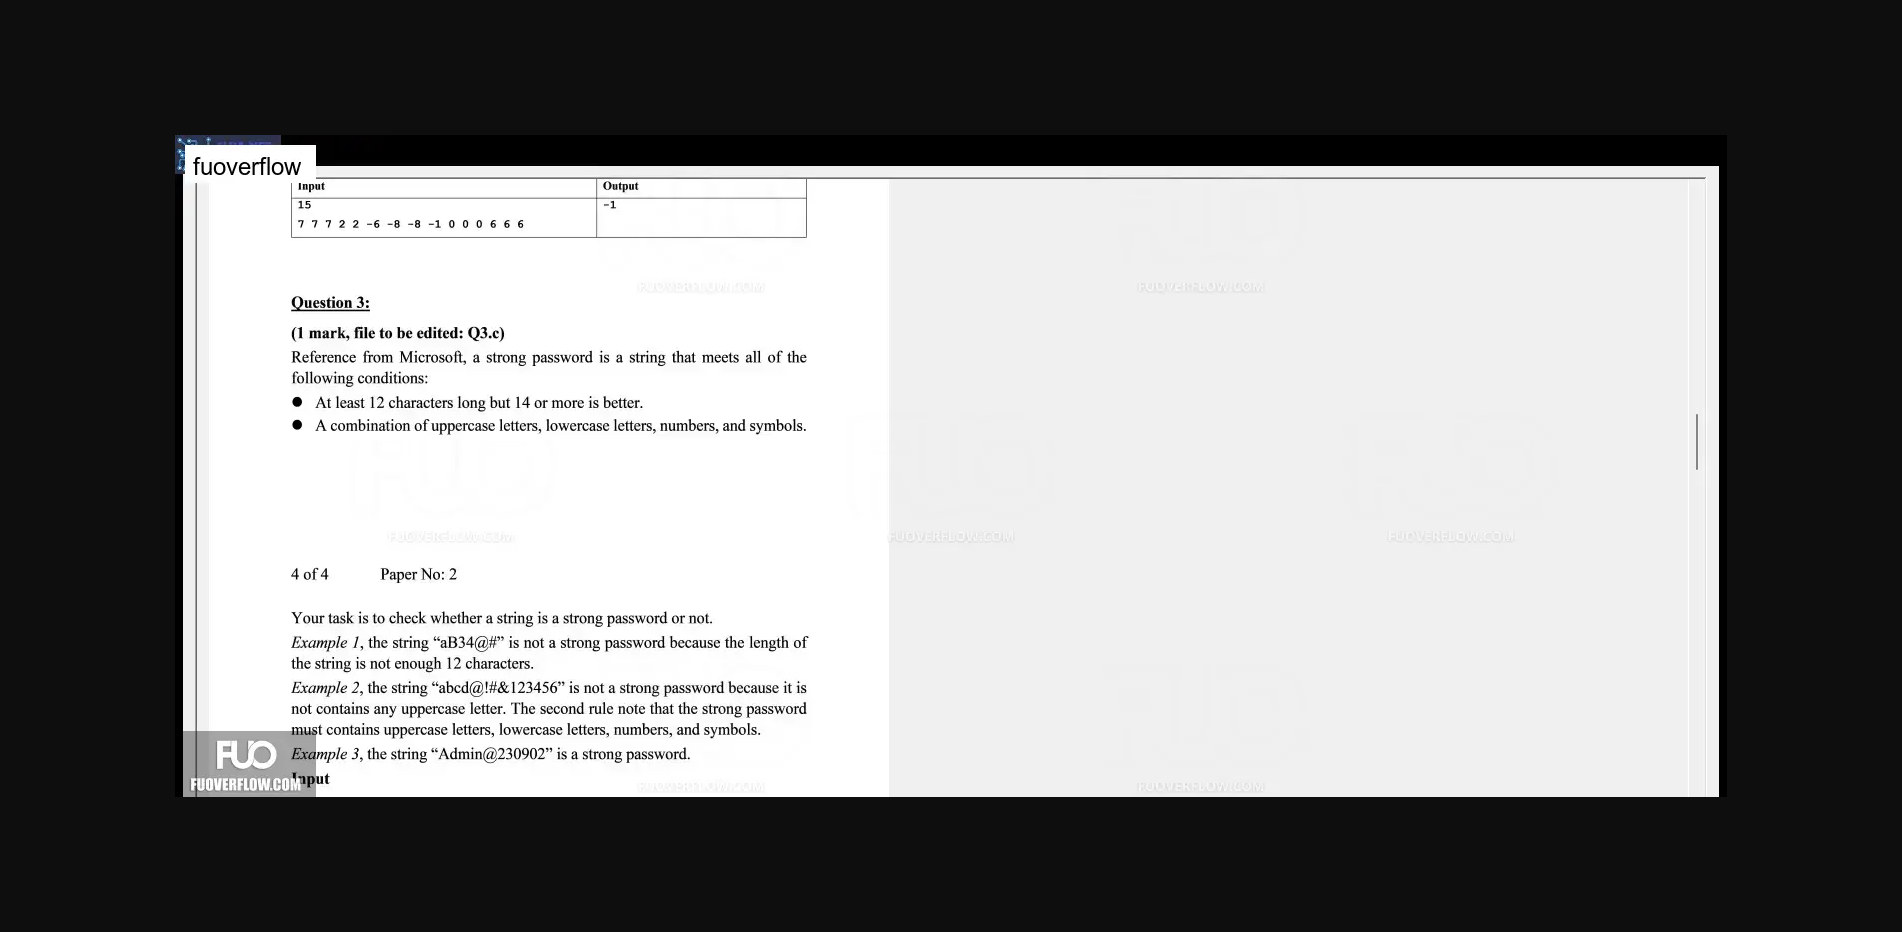 fuoverflow
Input Output
15 -1
7 7 7 2 2 -6 -8 -8 -1 0 0 0 6 6 6
FUOVERFLOW.COM FUOVERFLOW.COM
Question 3:
(1 mark, file to be edited: Q3.c)
Reference from Microsoft, a strong password is a string that meets all of the
following conditions:
● At least 12 characters long but 14 or more is better.
● A combination of uppercase letters, lowercase letters, numbers, and symbols.
FUOVERFLOW.COM FUOVERFLOW.COM FUOVERFLOW.COM
4 of 4 Paper No: 2
Your task is to check whether a string is a strong password or not.
Example 1, the string “aB34@#” is not a strong password because the length of
the string is not enough 12 characters.
Example 2, the string “abcd@!#&123456” is not a strong password because it is
not contains any uppercase letter. The second rule note that the strong password
must contains uppercase letters, lowercase letters, numbers, and symbols.
Example 3, the string “Admin@230902” is a strong password.
Input
FUO
FUOVERFLOW.COM
FUOVERFLOW.COM FUOVERFLOW.COM